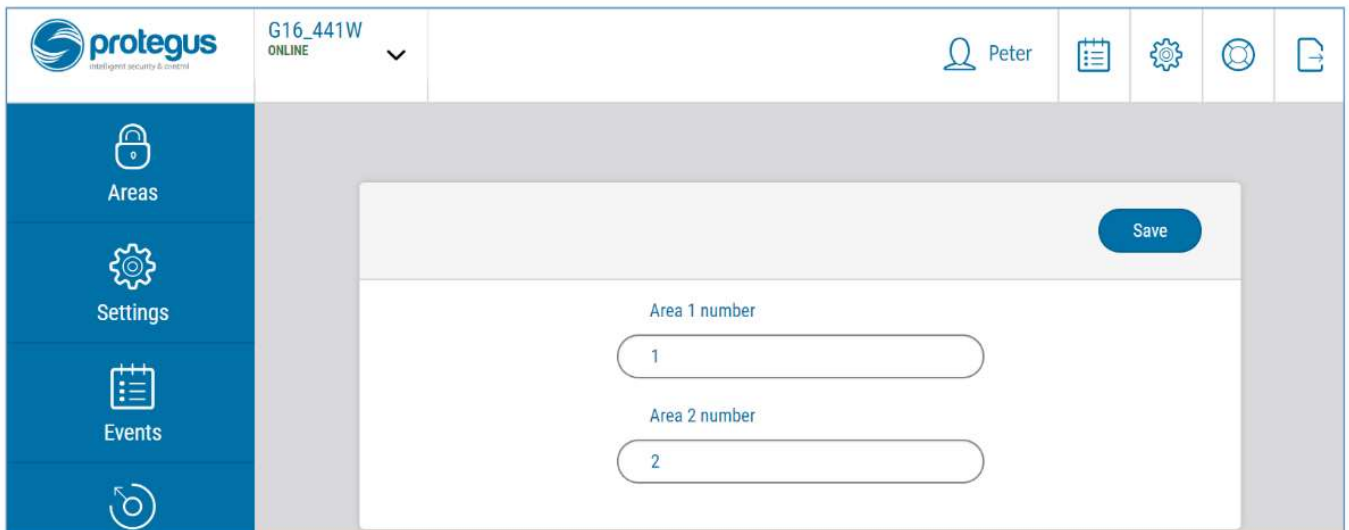 protegus
intelligent security & control
G16_441W
ONLINE
Peter
Areas
Settings
Events
Save
Area 1 number
1
Area 2 number
2